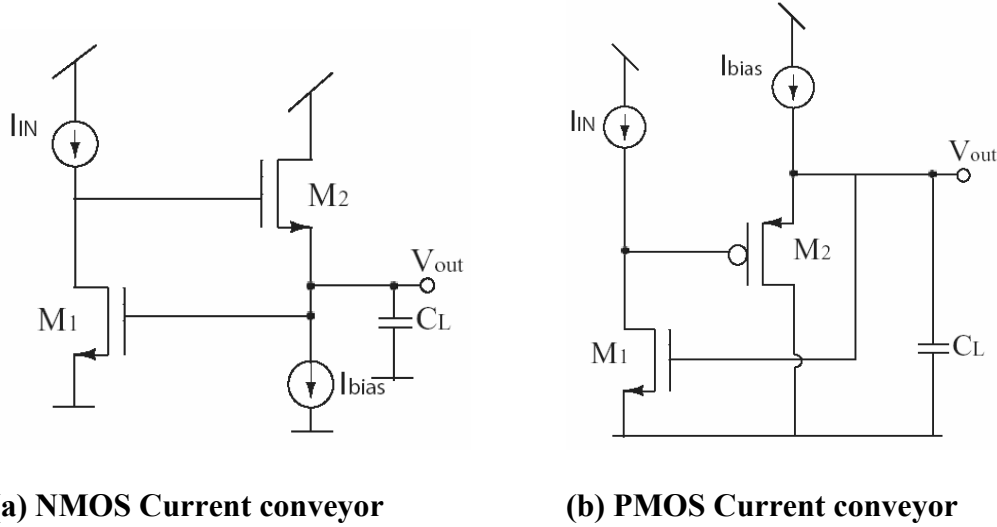 IIN
M2
Vout
M1
CL
Ibias
Ibias
IIN
Vout
M2
M1
CL
a) NMOS Current conveyor
(b) PMOS Current conveyor